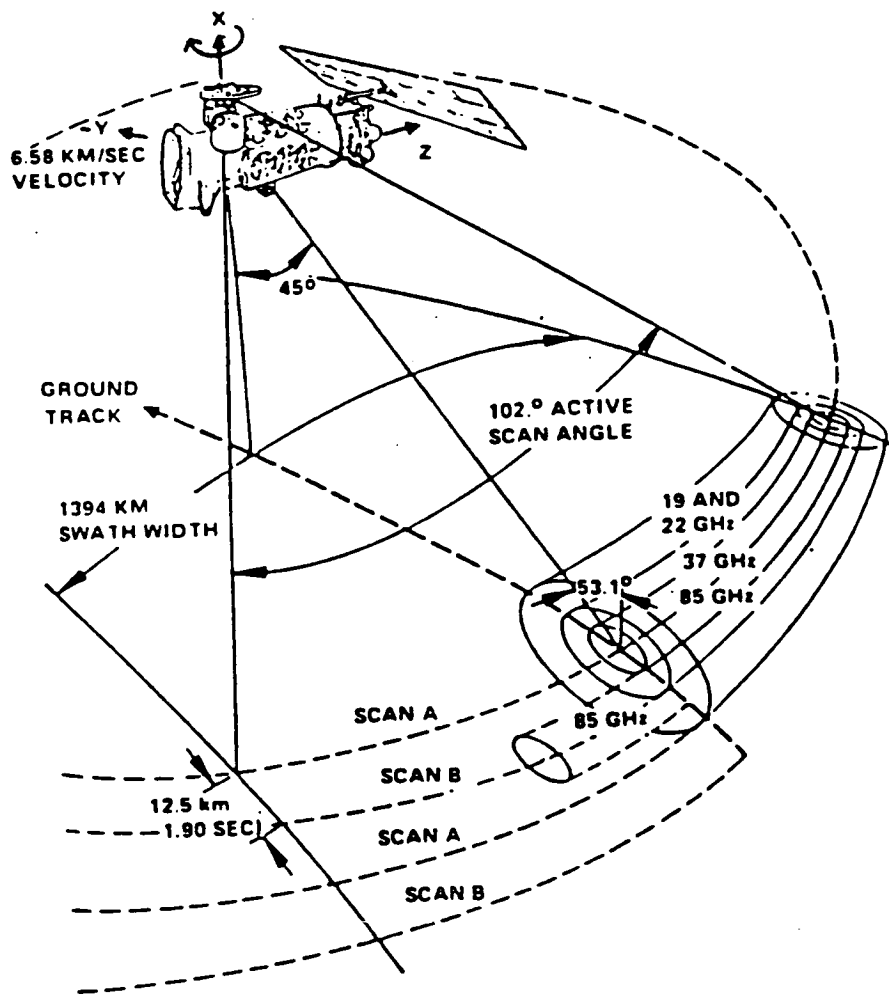 X
-Y
6.58 KM/SEC
VELOCITY
Z
45°
GROUND
TRACK
102.° ACTIVE
SCAN ANGLE
1394 KM
SWATH WIDTH
19 AND
22 GHz
37 GHz
53.1°
85 GHz
SCAN A
85 GHz
SCAN B
12.5 km
1.90 SEC)
SCAN A
SCAN B